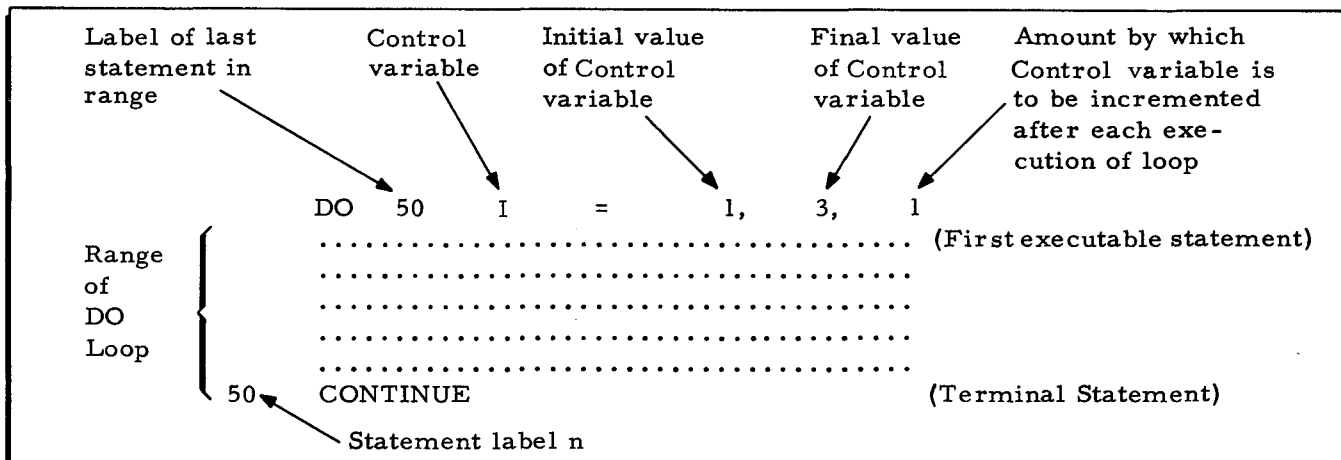 Label of last
statement in
range
Control
variable
Initial value
of Control
variable
Final value
of Control
variable
Amount by which
Control variable is
to be incremented
after each exe-
cution of loop
DO 50 I = 1, 3, 1
. . . . . . . . . . . . . . . . . . . . . . . . . . . . . . . . . . . . . (First executable statement)
Range
of
DO
Loop
. . . . . . . . . . . . . . . . . . . . . . . . . . . . . . . . . . . . .
. . . . . . . . . . . . . . . . . . . . . . . . . . . . . . . . . . . . .
. . . . . . . . . . . . . . . . . . . . . . . . . . . . . . . . . . . . .
. . . . . . . . . . . . . . . . . . . . . . . . . . . . . . . . . . . . .
50 CONTINUE (Terminal Statement)
Statement label n